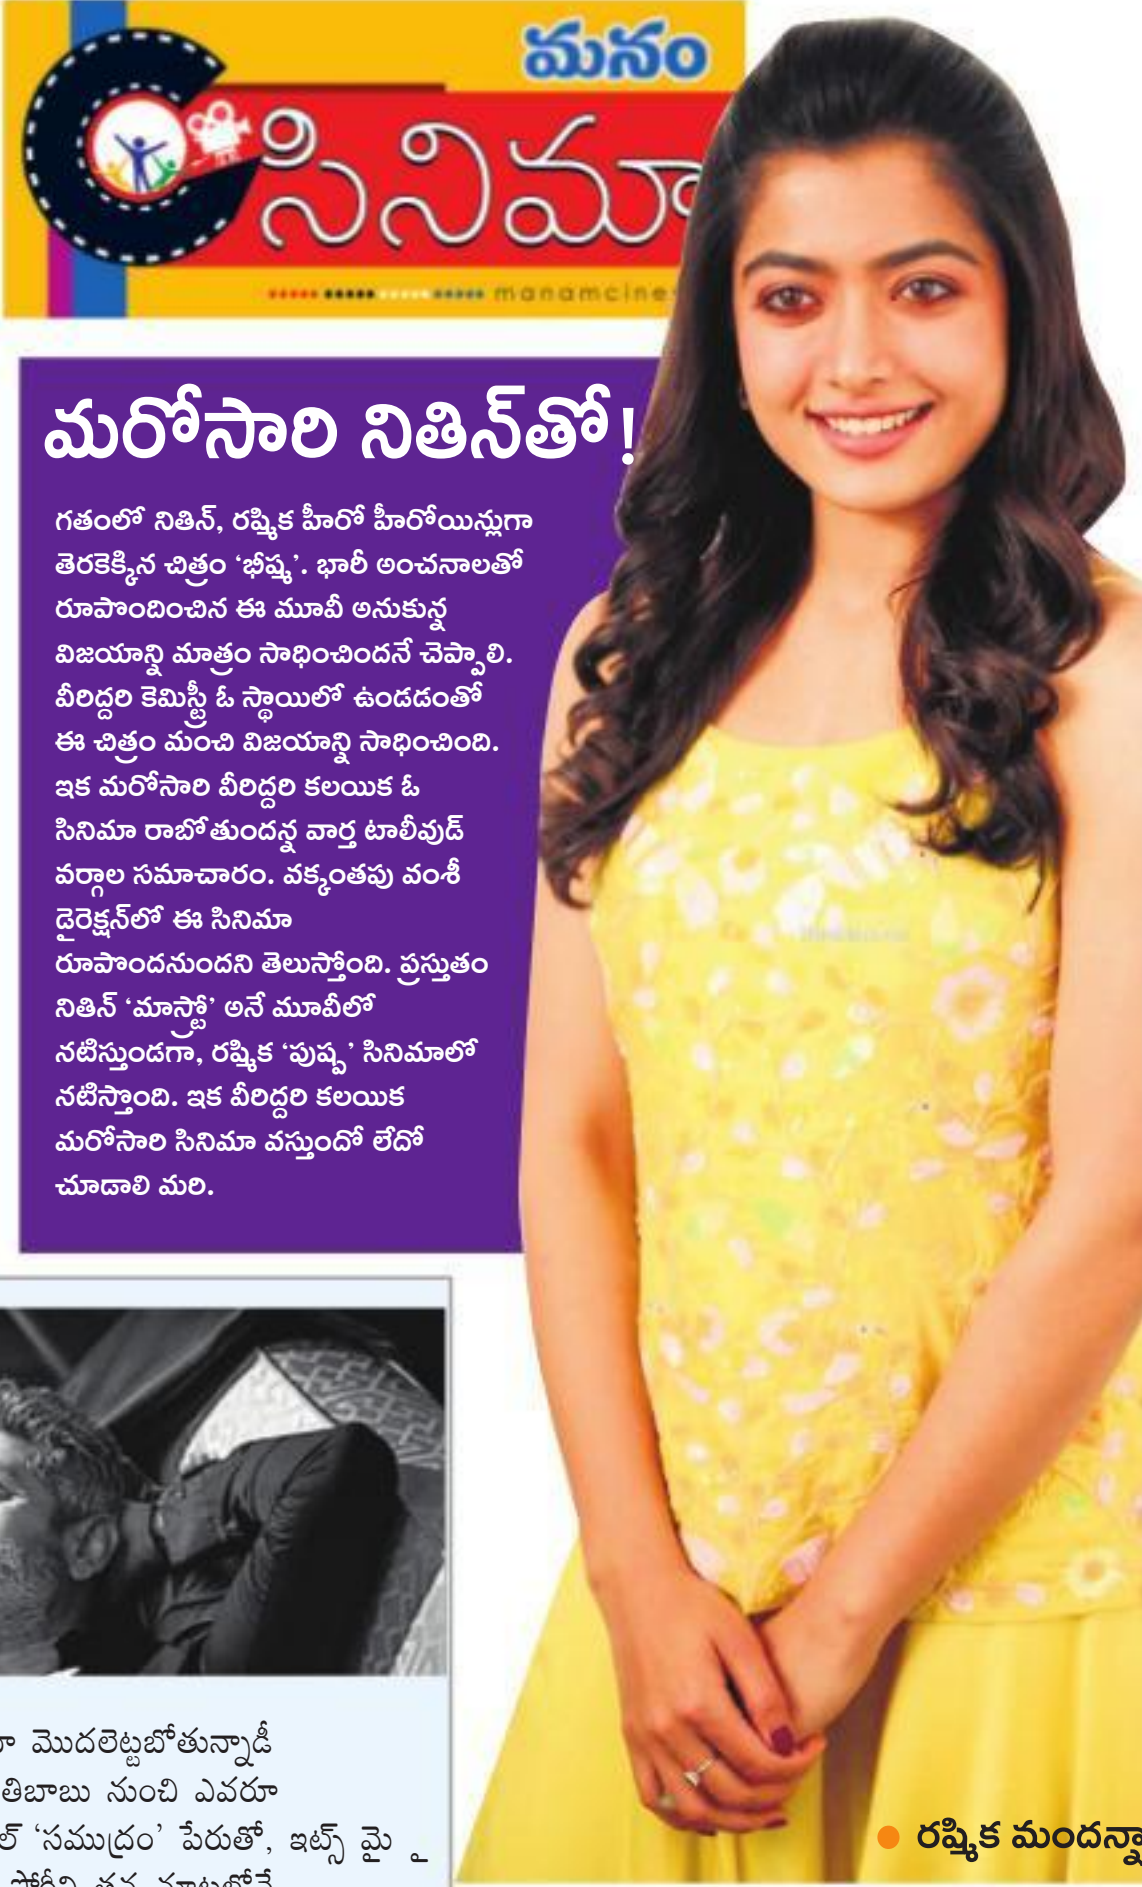 మనం
సినిమా
manamcine
మరోసారి నితిన్‌తో!
గతంలో నితిన్, రష్మిక హీరో హీరోయిన్లుగా
తెరకెక్కిన చిత్రం ‘భీష్మ’. భారీ అంచనాలతో
రూపొందించిన ఈ మూవీ అనుకున్న
విజయాన్ని మాత్రం సాధించిందనే చెప్పాలి.
వీరిద్దరి కెమిస్ట్రీ ఓ స్థాయిలో ఉండడంతో
ఈ చిత్రం మంచి విజయాన్ని సాధించింది.
ఇక మరోసారి వీరిద్దరి కలయిక ఓ
సినిమా రాబోతుందన్న వార్త టాలీవుడ్
వర్గాల సమాచారం. వక్కంతపు వంశీ
డైరెక్షన్‌లో ఈ సినిమా
రూపొందనుందని తెలుస్తోంది. ప్రస్తుతం
నితిన్ ‘మాస్ట్రో’ అనే మూవీలో
నటిస్తుండగా, రష్మిక ‘పుష్ప’ సినిమాలో
నటిస్తొంది. ఇక వీరిద్దరి కలయిక
మరోసారి సినిమా వస్తుందో లేదో
చూడాలి మరి.
మొదలెట్టబోతున్నాడీ
తిబాబు నుంచి ఎవరూ
ల్ ‘సముద్రం’ పేరుతో, ఇట్స్ మై
రష్మిక మందన్నా